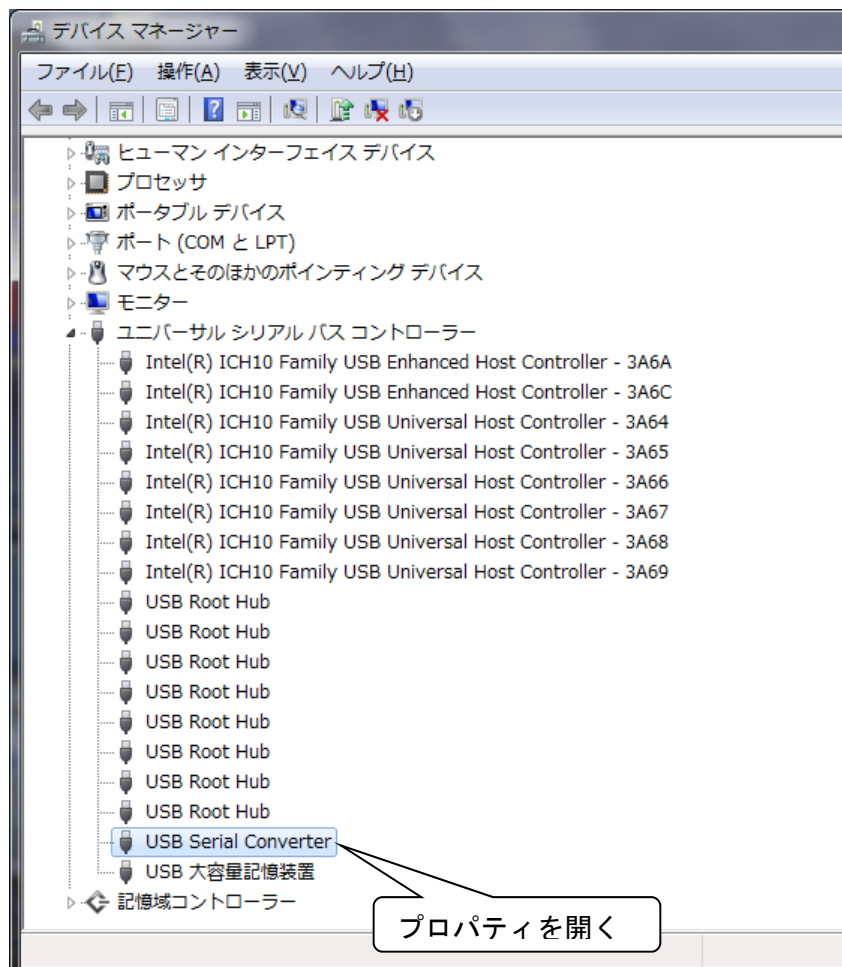 デバイス マネージャー
ファイル(F) 操作(A) 表示(V) ヘルプ(H)
ヒューマン インターフェイス デバイス
プロセッサ
ポータブル デバイス
ポート (COM と LPT)
マウスとそのほかのポインティング デバイス
モニター
ユニバーサル シリアル バス コントローラー
Intel(R) ICH10 Family USB Enhanced Host Controller - 3A6A
Intel(R) ICH10 Family USB Enhanced Host Controller - 3A6C
Intel(R) ICH10 Family USB Universal Host Controller - 3A64
Intel(R) ICH10 Family USB Universal Host Controller - 3A65
Intel(R) ICH10 Family USB Universal Host Controller - 3A66
Intel(R) ICH10 Family USB Universal Host Controller - 3A67
Intel(R) ICH10 Family USB Universal Host Controller - 3A68
Intel(R) ICH10 Family USB Universal Host Controller - 3A69
USB Root Hub
USB Root Hub
USB Root Hub
USB Root Hub
USB Root Hub
USB Root Hub
USB Root Hub
USB Root Hub
USB Serial Converter
USB 大容量記憶装置
記憶域コントローラー
プロパティを開く